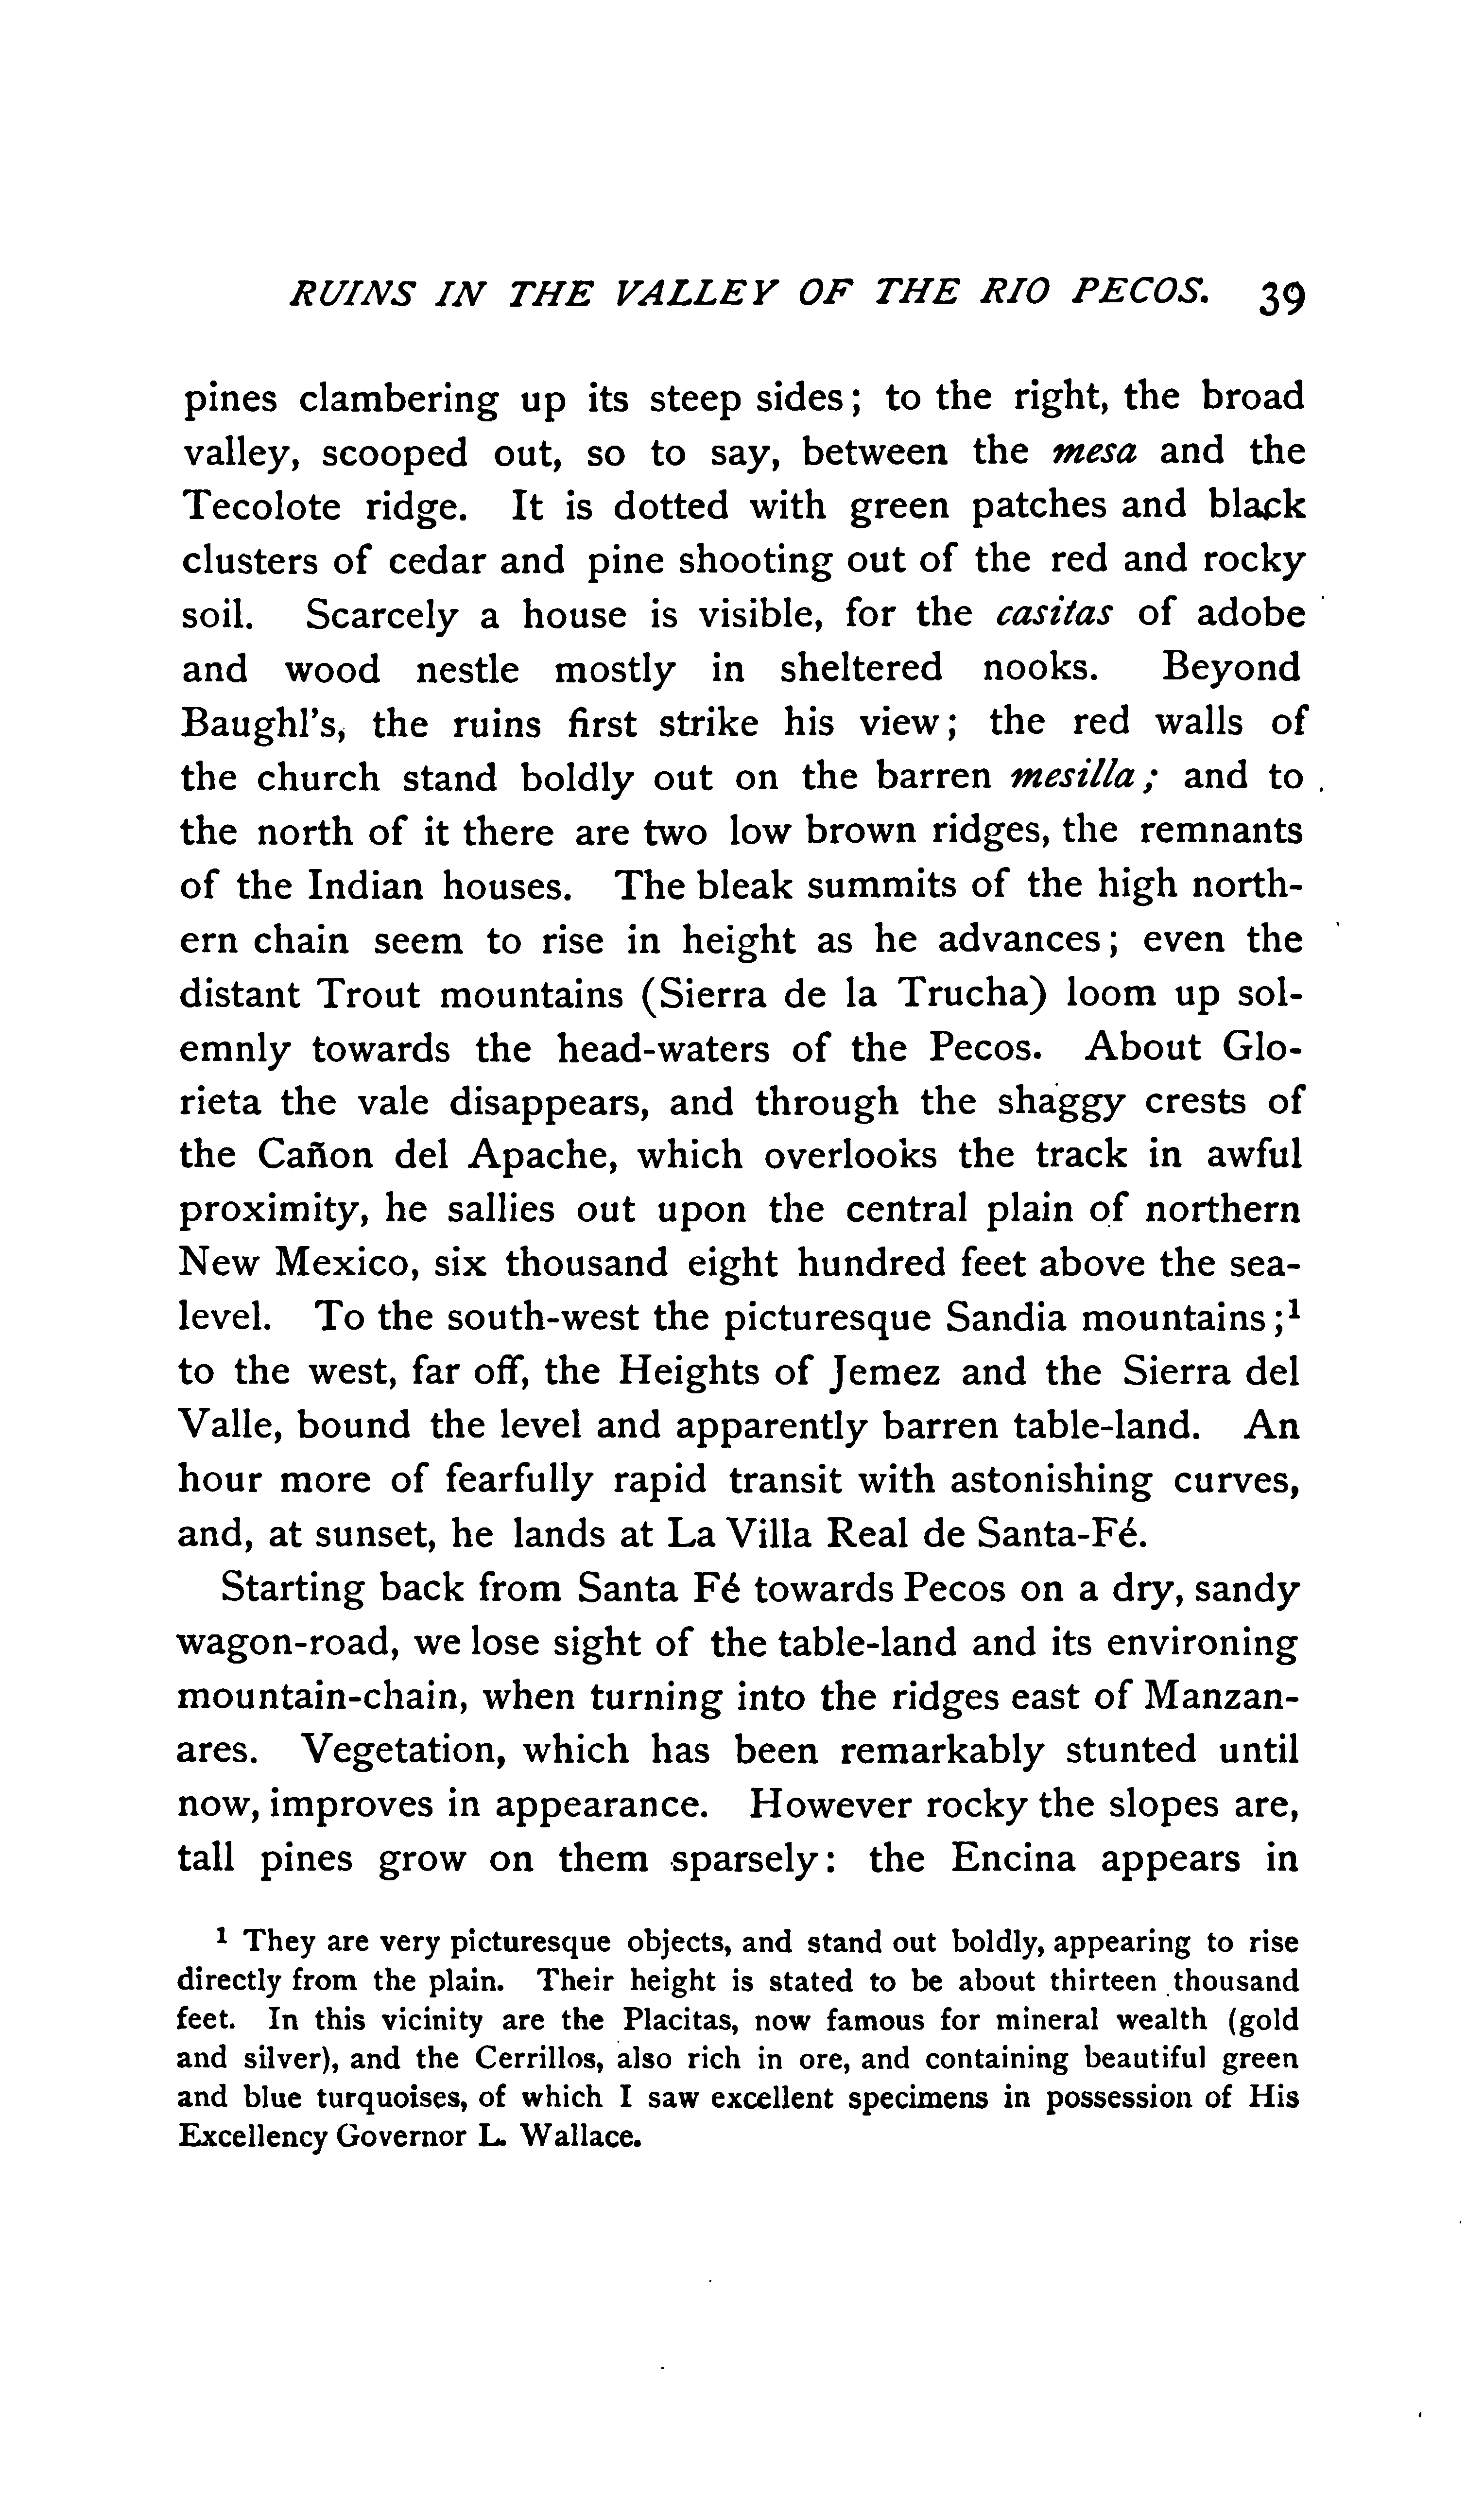 RUINS IN THE VALLEY OF THE RIO PECOS. 39
pines clambering up its steep sides; to the right, the broad
valley, scooped out, so to say, between the mesa and the
Tecolote ridge. It is dotted with green patches and black
clusters of cedar and pine shooting out of the red and rocky
soil. Scarcely a house is visible, for the casitas of adobe
and wood nestle mostly in sheltered nooks. Beyond
Baughl's, the ruins first strike his view; the red walls of
the church stand boldly out on the barren mesilla; and to
the north of it there are two low brown ridges, the remnants
of the Indian houses. The bleak summits of the high north-
ern chain seem to rise in height as he advances; even the
distant Trout mountains (Sierra de la Trucha) loom up sol-
emnly towards the head-waters of the Pecos. About Glo-
rieta the vale disappears, and through the shaggy crests of
the Cañon del Apache, which overlooks the track in awful
proximity, he sallies out upon the central plain of northern
New Mexico, six thousand eight hundred feet above the sea-
level. To the south-west the picturesque Sandia mountains;¹
to the west, far off, the Heights of Jemez and the Sierra del
Valle, bound the level and apparently barren table-land. An
hour more of fearfully rapid transit with astonishing curves,
and, at sunset, he lands at La Villa Real de Santa-Fé.
Starting back from Santa Fé towards Pecos on a dry, sandy
wagon-road, we lose sight of the table-land and its environing
mountain-chain, when turning into the ridges east of Manzan-
ares. Vegetation, which has been remarkably stunted until
now, improves in appearance. However rocky the slopes are,
tall pines grow on them sparsely: the Encina appears in
¹ They are very picturesque objects, and stand out boldly, appearing to rise
directly from the plain. Their height is stated to be about thirteen thousand
feet. In this vicinity are the Placitas, now famous for mineral wealth (gold
and silver), and the Cerrillos, also rich in ore, and containing beautiful green
and blue turquoises, of which I saw excellent specimens in possession of His
Excellency Governor L. Wallace.